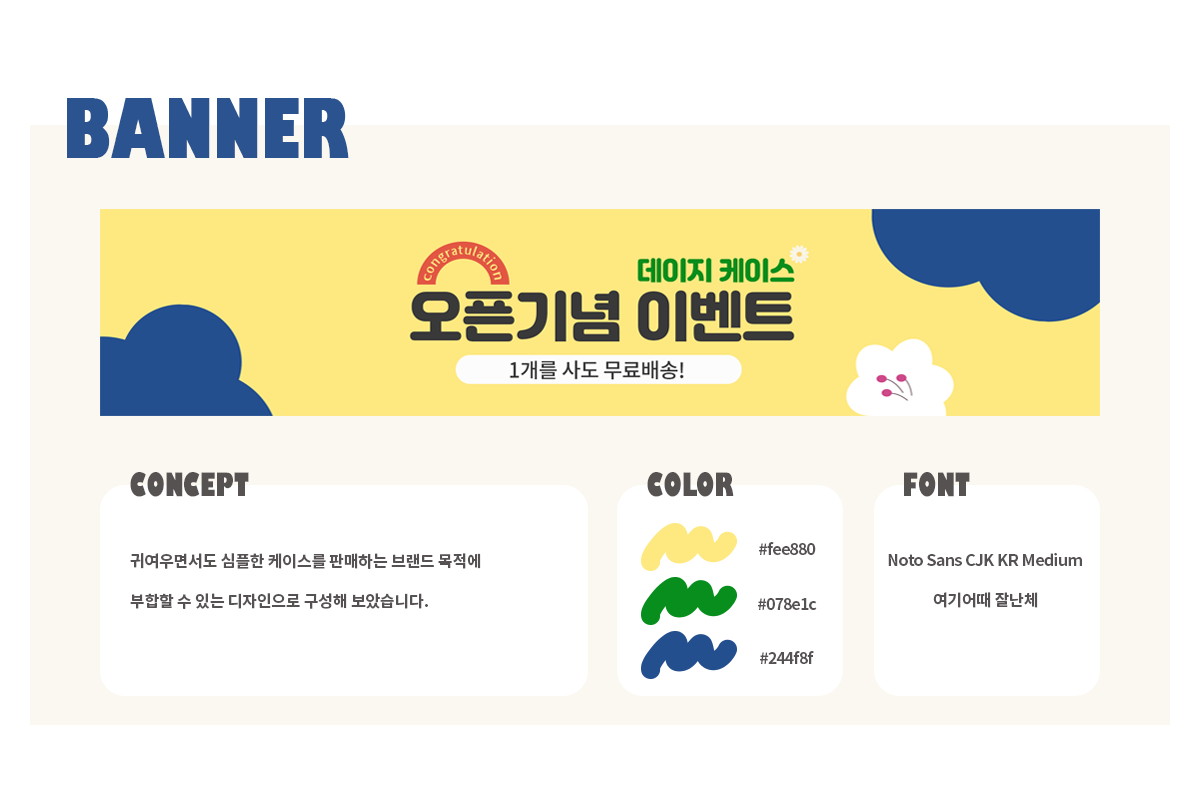 BANNER
congratulation
데이지 케이스
오픈기념 이벤트
1개를 사도 무료배송!
CONCEPT
귀여우면서도 심플한 케이스를 판매하는 브랜드 목적에
부합할 수 있는 디자인으로 구성해 보았습니다.
COLOR
#fee880
#078e1c
#244f8f
FONT
Noto Sans CJK KR Medium
여기어때 잘난체